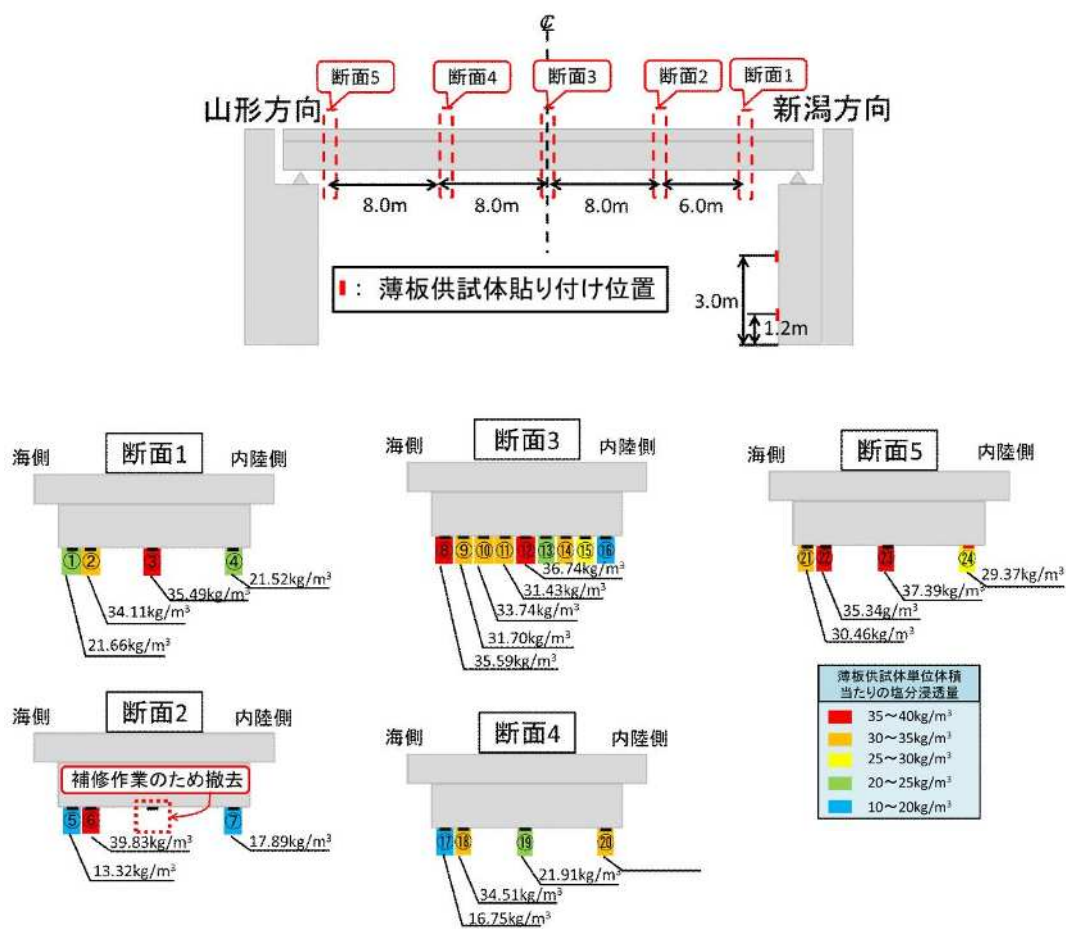 ℄
断面5
断面4
断面3
断面2
断面1
山形方向
新潟方向
8.0m
8.0m
8.0m
6.0m
: 薄板供試体貼り付け位置
3.0m
1.2m
断面1
海側
内陸側
①
②
3
④
21.52kg/m³
35.49kg/m³
34.11kg/m³
21.66kg/m³
断面3
海側
内陸側
8
⑨
⑩
⑪
⑫
⑬
⑭
⑮
⑯
36.74kg/m³
31.43kg/m³
33.74kg/m³
31.70kg/m³
35.59kg/m³
断面5
海側
内陸側
㉑
㉒
㉓
㉔
29.37kg/m³
37.39kg/m³
35.34g/m³
30.46kg/m³
断面2
海側
内陸側
補修作業のため撤去
⑤
⑥
⑦
39.83kg/m³
17.89kg/m³
13.32kg/m³
断面4
海側
内陸側
⑰
⑱
⑲
⑳
21.91kg/m³
34.51kg/m³
16.75kg/m³
薄板供試体単位体積
当たりの塩分浸透量
35～40kg/m³
30～35kg/m³
25～30kg/m³
20～25kg/m³
10～20kg/m³